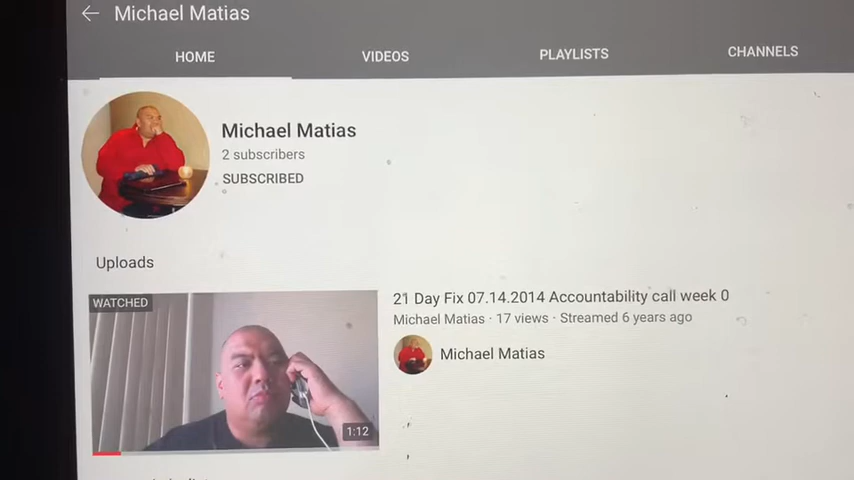 Michael Matias
HOME VIDEOS PLAYLISTS CHANNELS
Michael Matias
2 subscribers
SUBSCRIBED
Uploads
WATCHED
1:12
21 Day Fix 07.14.2014 Accountability call week 0
Michael Matias · 17 views · Streamed 6 years ago
Michael Matias